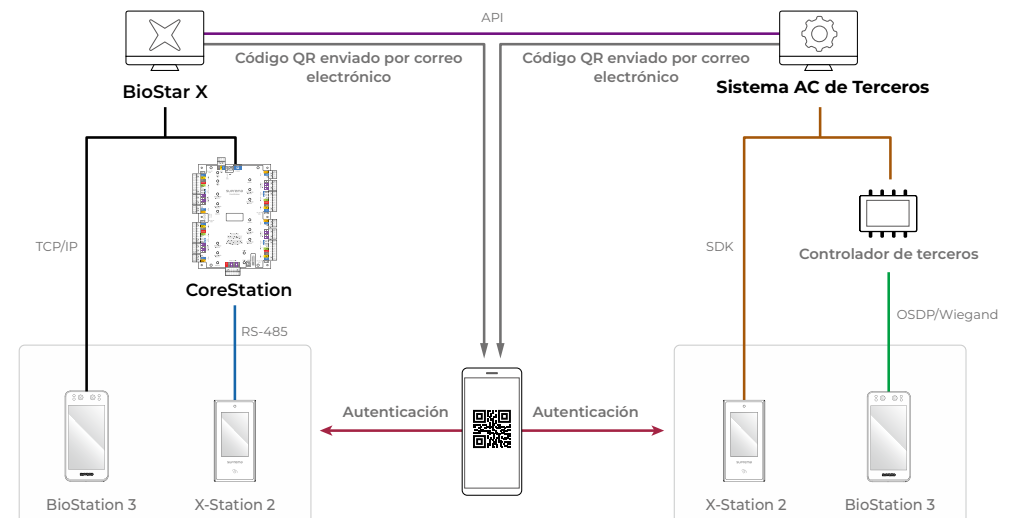 API
Código QR enviado por correo
electrónico
Código QR enviado por correo
electrónico
BioStar X
Sistema AC de Terceros
TCP/IP
SDK
Controlador de terceros
CoreStation
RS-485
OSDP/Wiegand
Autenticación
Autenticación
BioStation 3
X-Station 2
X-Station 2
BioStation 3